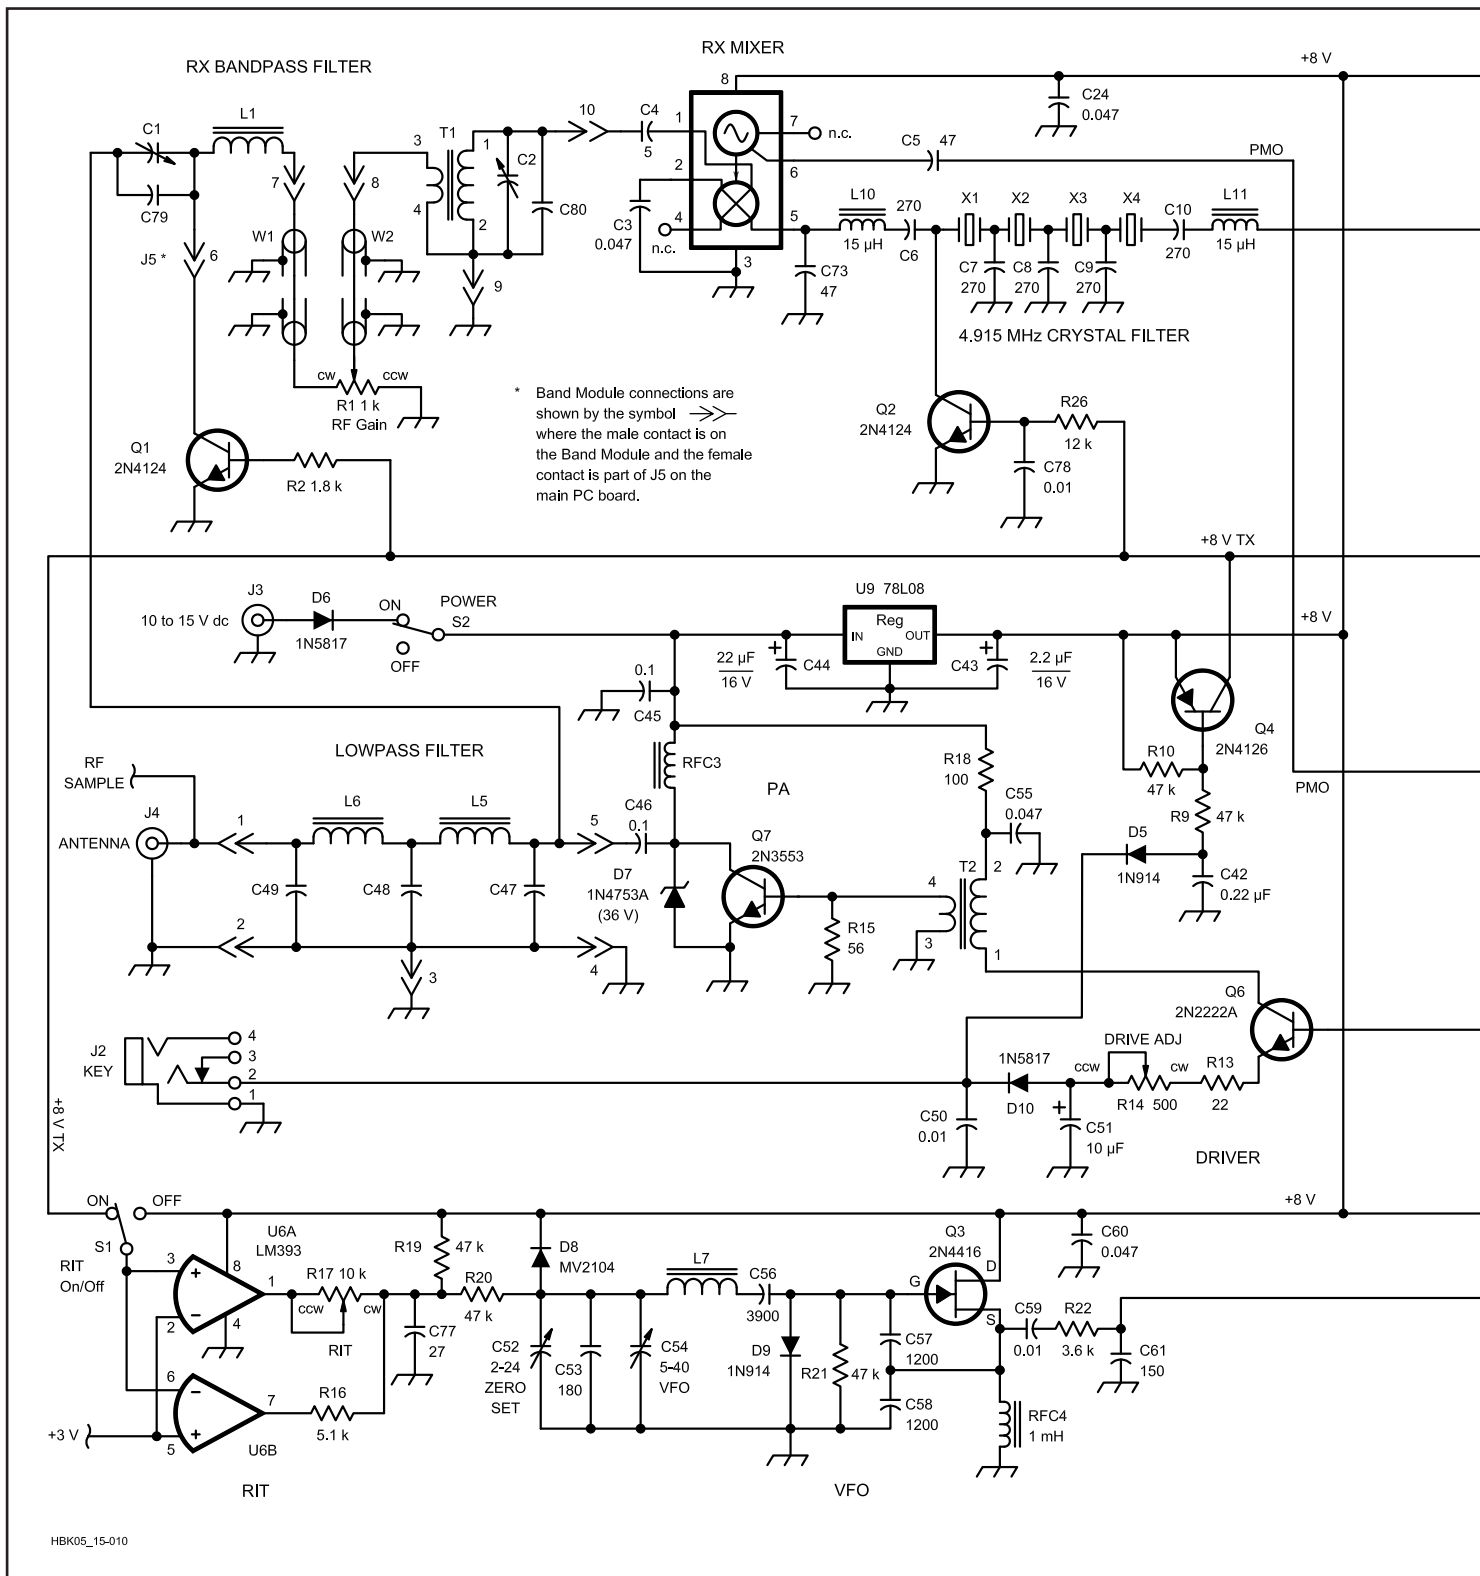 RX MIXER
RX BANDPASS FILTER
+8 V
8
C24
0.047
L1
C1
10
C4
1
5
7
n.c.
C5
47
PMO
3
T1
1
C2
2
6
C79
7
8
4
2
C80
C3
0.047
4
n.c.
5
3
L10
15 µH
270
C6
X1
X2
X3
X4
C10
270
L11
15 µH
W1
W2
J5 *
6
9
C73
47
C7
270
C8
270
C9
270
4.915 MHz CRYSTAL FILTER
cw
ccw
R1 1 k
RF Gain
* Band Module connections are
shown by the symbol
where the male contact is on
the Band Module and the female
contact is part of J5 on the
main PC board.
Q1
2N4124
R2 1.8 k
Q2
2N4124
R26
12 k
C78
0.01
+8 V TX
J3
10 to 15 V dc
D6
1N5817
ON
OFF
POWER
S2
U9 78L08
Reg
IN
OUT
GND
+8 V
22 µF
16 V
+
C44
+
C43
2.2 µF
16 V
0.1
C45
Q4
2N4126
LOWPASS FILTER
RFC3
PA
R18
100
R10
47 k
PMO
RF
SAMPLE
J4
ANTENNA
1
L6
L5
5
C46
0.1
Q7
2N3553
C55
0.047
R9
47 k
D5
1N914
C49
C48
C47
D7
1N4753A
(36 V)
4
T2
2
C42
0.22 µF
2
3
4
R15
56
3
1
Q6
2N2222A
J2
KEY
4
3
2
1
DRIVE ADJ
1N5817
D10
ccw
cw
R14 500
R13
22
C50
0.01
+
C51
10 µF
DRIVER
+8 V TX
ON
OFF
+8 V
S1
RIT
On/Off
U6A
LM393
3
+
8
1
–
2
4
R17 10 k
ccw
cw
RIT
R19
47 k
R20
47 k
D8
MV2104
L7
C56
3900
Q3
2N4416
G
D
S
C60
0.047
C77
27
C52
2-24
ZERO
SET
C53
180
C54
5-40
VFO
D9
1N914
R21
47 k
C57
1200
C58
1200
C59
0.01
R22
3.6 k
C61
150
6
–
7
+
5
+3 V
R16
5.1 k
U6B
RFC4
1 mH
RIT
VFO
HBK05_15-010